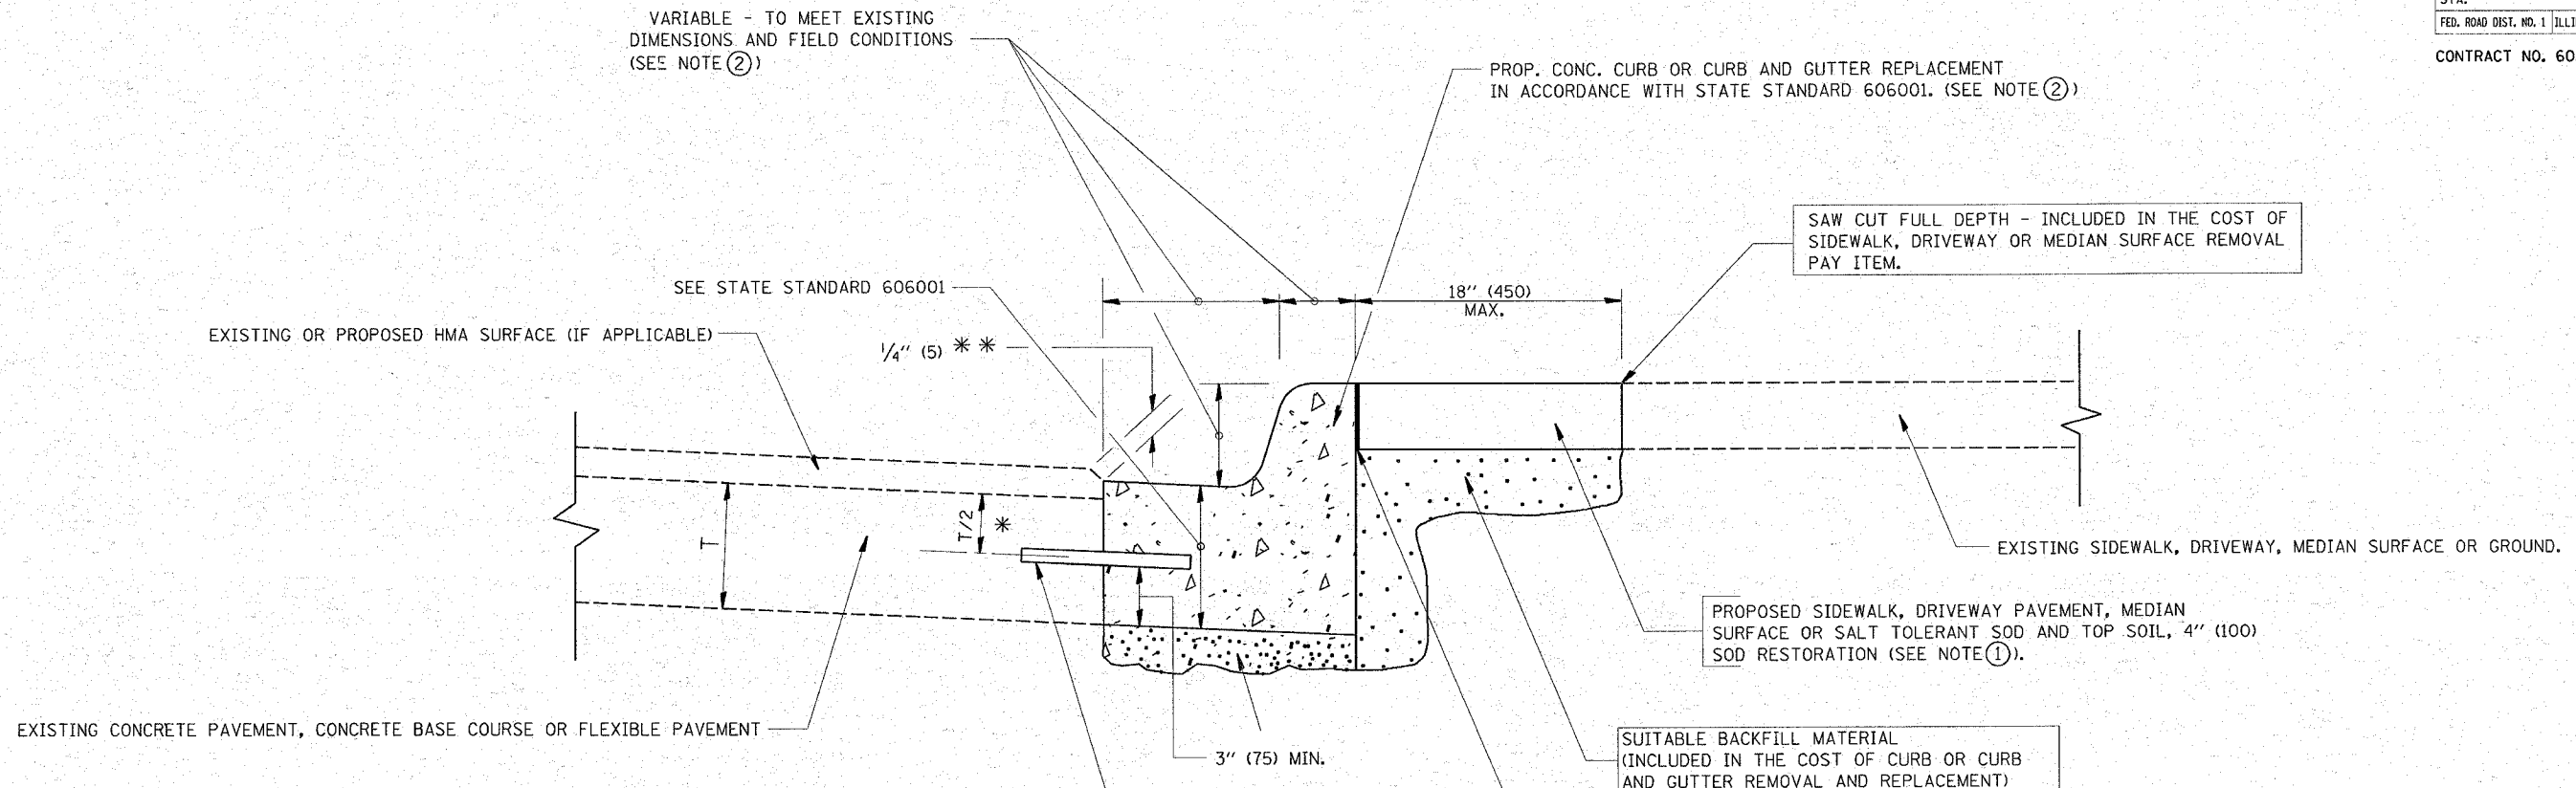 VARIABLE - TO MEET EXISTING
DIMENSIONS AND FIELD CONDITIONS
(SEE NOTE ②)
FED. ROAD DIST. NO. 1
CONTRACT NO. 60
PROP. CONC. CURB OR CURB AND GUTTER REPLACEMENT
IN ACCORDANCE WITH STATE STANDARD 606001. (SEE NOTE ②)
SAW CUT FULL DEPTH - INCLUDED IN THE COST OF
SIDEWALK, DRIVEWAY OR MEDIAN SURFACE REMOVAL
PAY ITEM.
SEE STATE STANDARD 606001
18" (450)
MAX.
EXISTING OR PROPOSED HMA SURFACE (IF APPLICABLE)
1/4" (5) * *
T
T/2 *
EXISTING SIDEWALK, DRIVEWAY, MEDIAN SURFACE OR GROUND.
PROPOSED SIDEWALK, DRIVEWAY PAVEMENT, MEDIAN
SURFACE OR SALT TOLERANT SOD AND TOP SOIL, 4" (100)
SOD RESTORATION (SEE NOTE ①).
EXISTING CONCRETE PAVEMENT, CONCRETE BASE COURSE OR FLEXIBLE PAVEMENT
3" (75) MIN.
SUITABLE BACKFILL MATERIAL
(INCLUDED IN THE COST OF CURB OR CURB
AND GUTTER REMOVAL AND REPLACEMENT)